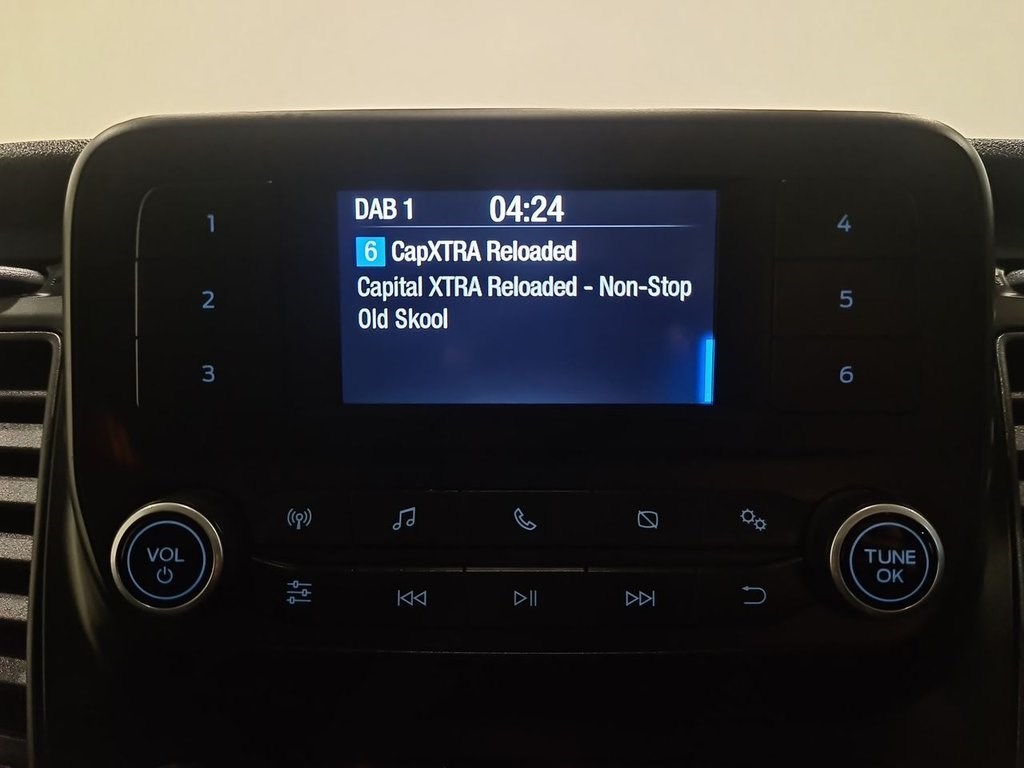 DAB 1 04:24
6 CapXTRA Reloaded
Capital XTRA Reloaded - Non-Stop
Old Skool
1
2
3
4
5
6
VOL
TUNE
OK